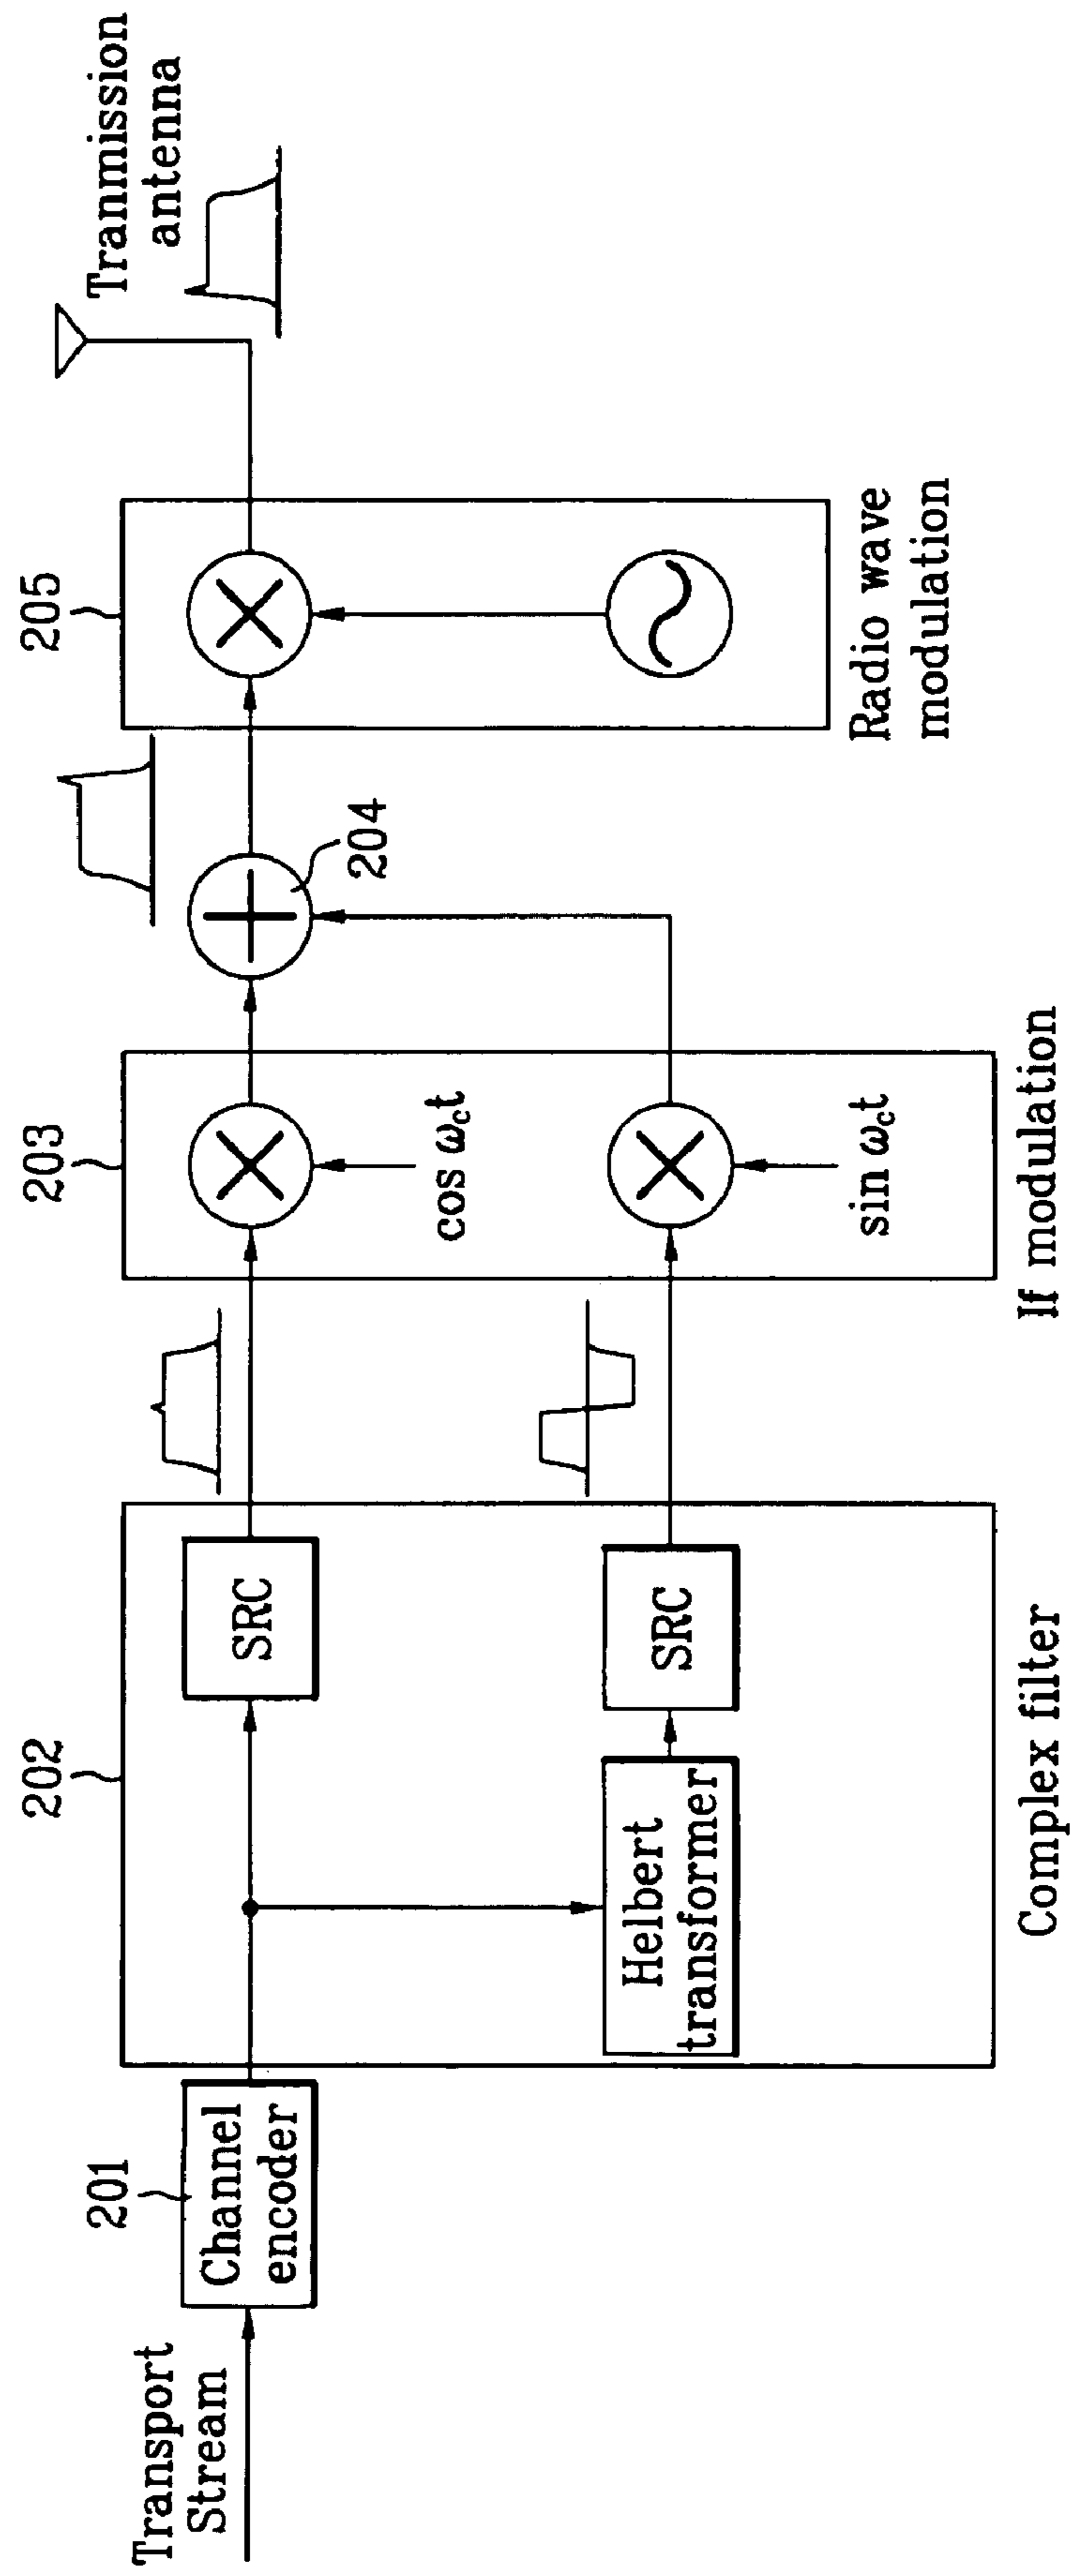 Transport
Stream
201
Channel
encoder
202
SRC
Helbert
transformer
SRC
Complex filter
203
cos ωct
sin ωct
If modulation
204
205
Radio wave
modulation
Tranmission
antenna